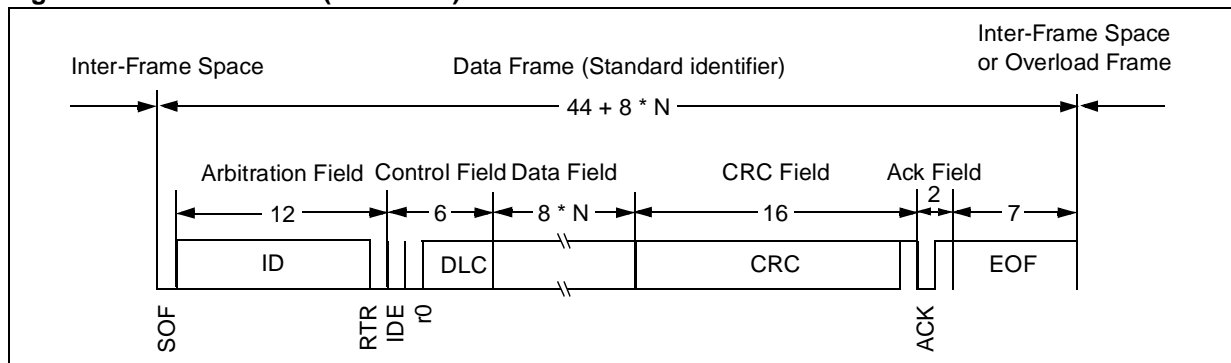 Inter-Frame Space
Data Frame (Standard identifier)
Inter-Frame Space
or Overload Frame
44 + 8 * N
Arbitration Field
Control Field
Data Field
CRC Field
Ack Field
12
6
8 * N
16
2
7
ID
DLC
CRC
EOF
SOF
RTR
IDE
r0
ACK